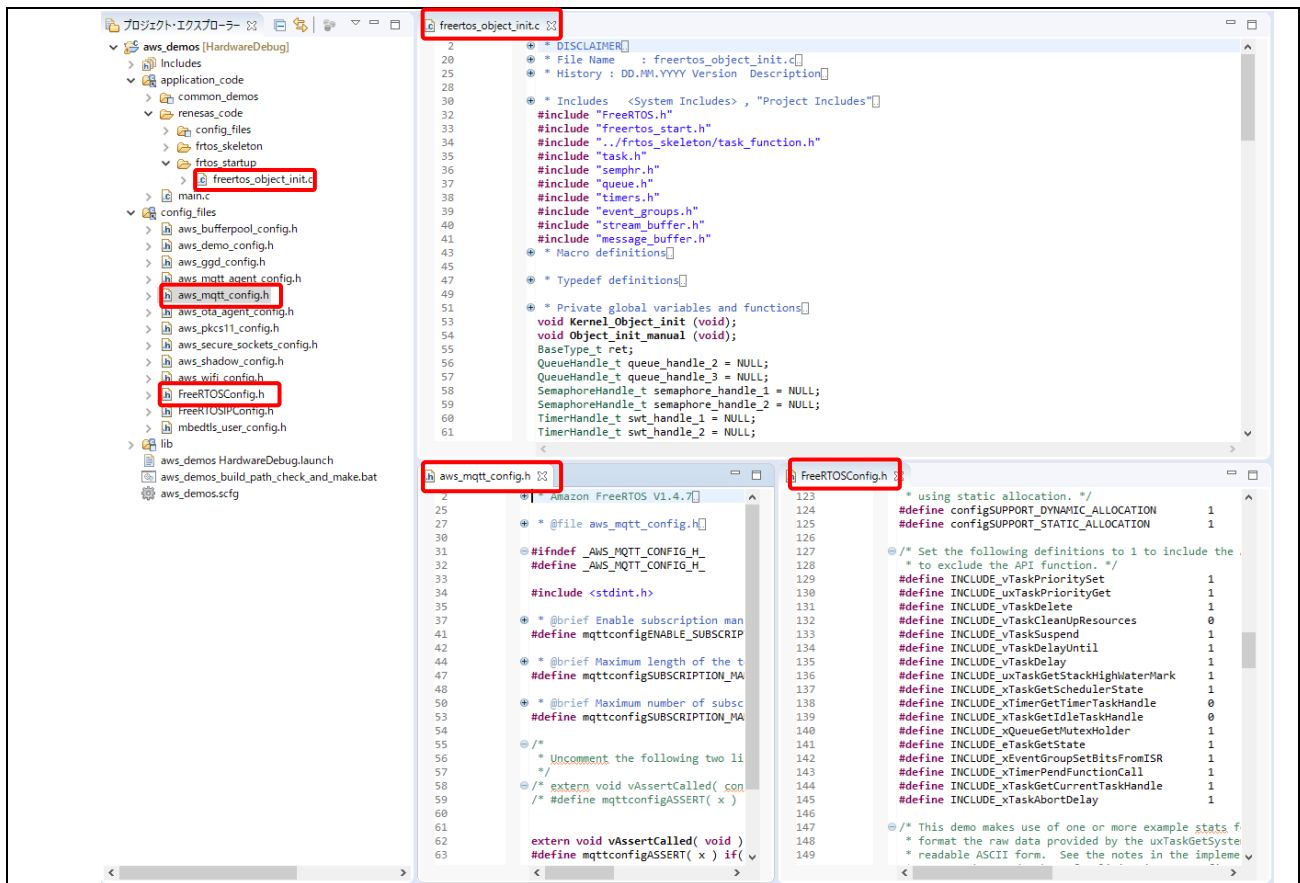 プロジェクト・エクスプローラー
aws_demos [HardwareDebug]
Includes
application_code
common_demos
renesas_code
config_files
frtos_skeleton
frtos_startup
freertos_object_init.c
main.c
config_files
aws_bufferpool_config.h
aws_demo_config.h
aws_ggd_config.h
aws_mqtt_agent_config.h
aws_mqtt_config.h
aws_ota_agent_config.h
aws_pkcs11_config.h
aws_secure_sockets_config.h
aws_shadow_config.h
aws_wifi_config.h
FreeRTOSConfig.h
FreeRTOSIPConfig.h
mbedtls_user_config.h
lib
aws_demos HardwareDebug.launch
aws_demos_build_path_check_and_make.bat
aws_demos.scfg
freertos_object_init.c
2 * DISCLAIMER
20 * File Name    : freertos_object_init.c
25 * History : DD.MM.YYYY Version  Description
28
30 * Includes   <System Includes> , "Project Includes"
32 #include "FreeRTOS.h"
33 #include "freertos_start.h"
34 #include "../frtos_skeleton/task_function.h"
35 #include "task.h"
36 #include "semphr.h"
37 #include "queue.h"
38 #include "timers.h"
39 #include "event_groups.h"
40 #include "stream_buffer.h"
41 #include "message_buffer.h"
43 * Macro definitions
45
47 * Typedef definitions
49
51 * Private global variables and functions
53 void Kernel_Object_init (void);
54 void Object_init_manual (void);
55 BaseType_t ret;
56 QueueHandle_t queue_handle_2 = NULL;
57 QueueHandle_t queue_handle_3 = NULL;
58 SemaphoreHandle_t semaphore_handle_1 = NULL;
59 SemaphoreHandle_t semaphore_handle_2 = NULL;
60 TimerHandle_t swt_handle_1 = NULL;
61 TimerHandle_t swt_handle_2 = NULL;
aws_mqtt_config.h
2 * Amazon FreeRTOS V1.4.7
25
27 * @file aws_mqtt_config.h
30
31 #ifndef _AWS_MQTT_CONFIG_H_
32 #define _AWS_MQTT_CONFIG_H_
33
34 #include <stdint.h>
35
37 * @brief Enable subscription man
41 #define mqttconfigENABLE_SUBSCRIP
42
44 * @brief Maximum length of the t
47 #define mqttconfigSUBSCRIPTION_MA
48
50 * @brief Maximum number of subsc
53 #define mqttconfigSUBSCRIPTION_MA
54
55 /*
56 * Uncomment the following two li
57 */
58 /* extern void vAssertCalled( con
59 /* #define mqttconfigASSERT( x )
60
61
62 extern void vAssertCalled( void )
63 #define mqttconfigASSERT( x ) if(
FreeRTOSConfig.h
123 * using static allocation. */
124 #define configSUPPORT_DYNAMIC_ALLOCATION 1
125 #define configSUPPORT_STATIC_ALLOCATION 1
126
127 /* Set the following definitions to 1 to include the
128 * to exclude the API function. */
129 #define INCLUDE_vTaskPrioritySet 1
130 #define INCLUDE_uxTaskPriorityGet 1
131 #define INCLUDE_vTaskDelete 1
132 #define INCLUDE_vTaskCleanUpResources 0
133 #define INCLUDE_vTaskSuspend 1
134 #define INCLUDE_vTaskDelayUntil 1
135 #define INCLUDE_vTaskDelay 1
136 #define INCLUDE_uxTaskGetStackHighWaterMark 1
137 #define INCLUDE_xTaskGetSchedulerState 1
138 #define INCLUDE_xTimerGetTimerTaskHandle 0
139 #define INCLUDE_xTaskGetIdleTaskHandle 0
140 #define INCLUDE_xQueueGetMutexHolder 1
141 #define INCLUDE_eTaskGetState 1
142 #define INCLUDE_xEventGroupSetBitsFromISR 1
143 #define INCLUDE_xTimerPendFunctionCall 1
144 #define INCLUDE_xTaskGetCurrentTaskHandle 1
145 #define INCLUDE_xTaskAbortDelay 1
146
147 /* This demo makes use of one or more example stats f
148 * format the raw data provided by the uxTaskGetSyste
149 * readable ASCII form.  See the notes in the impleme